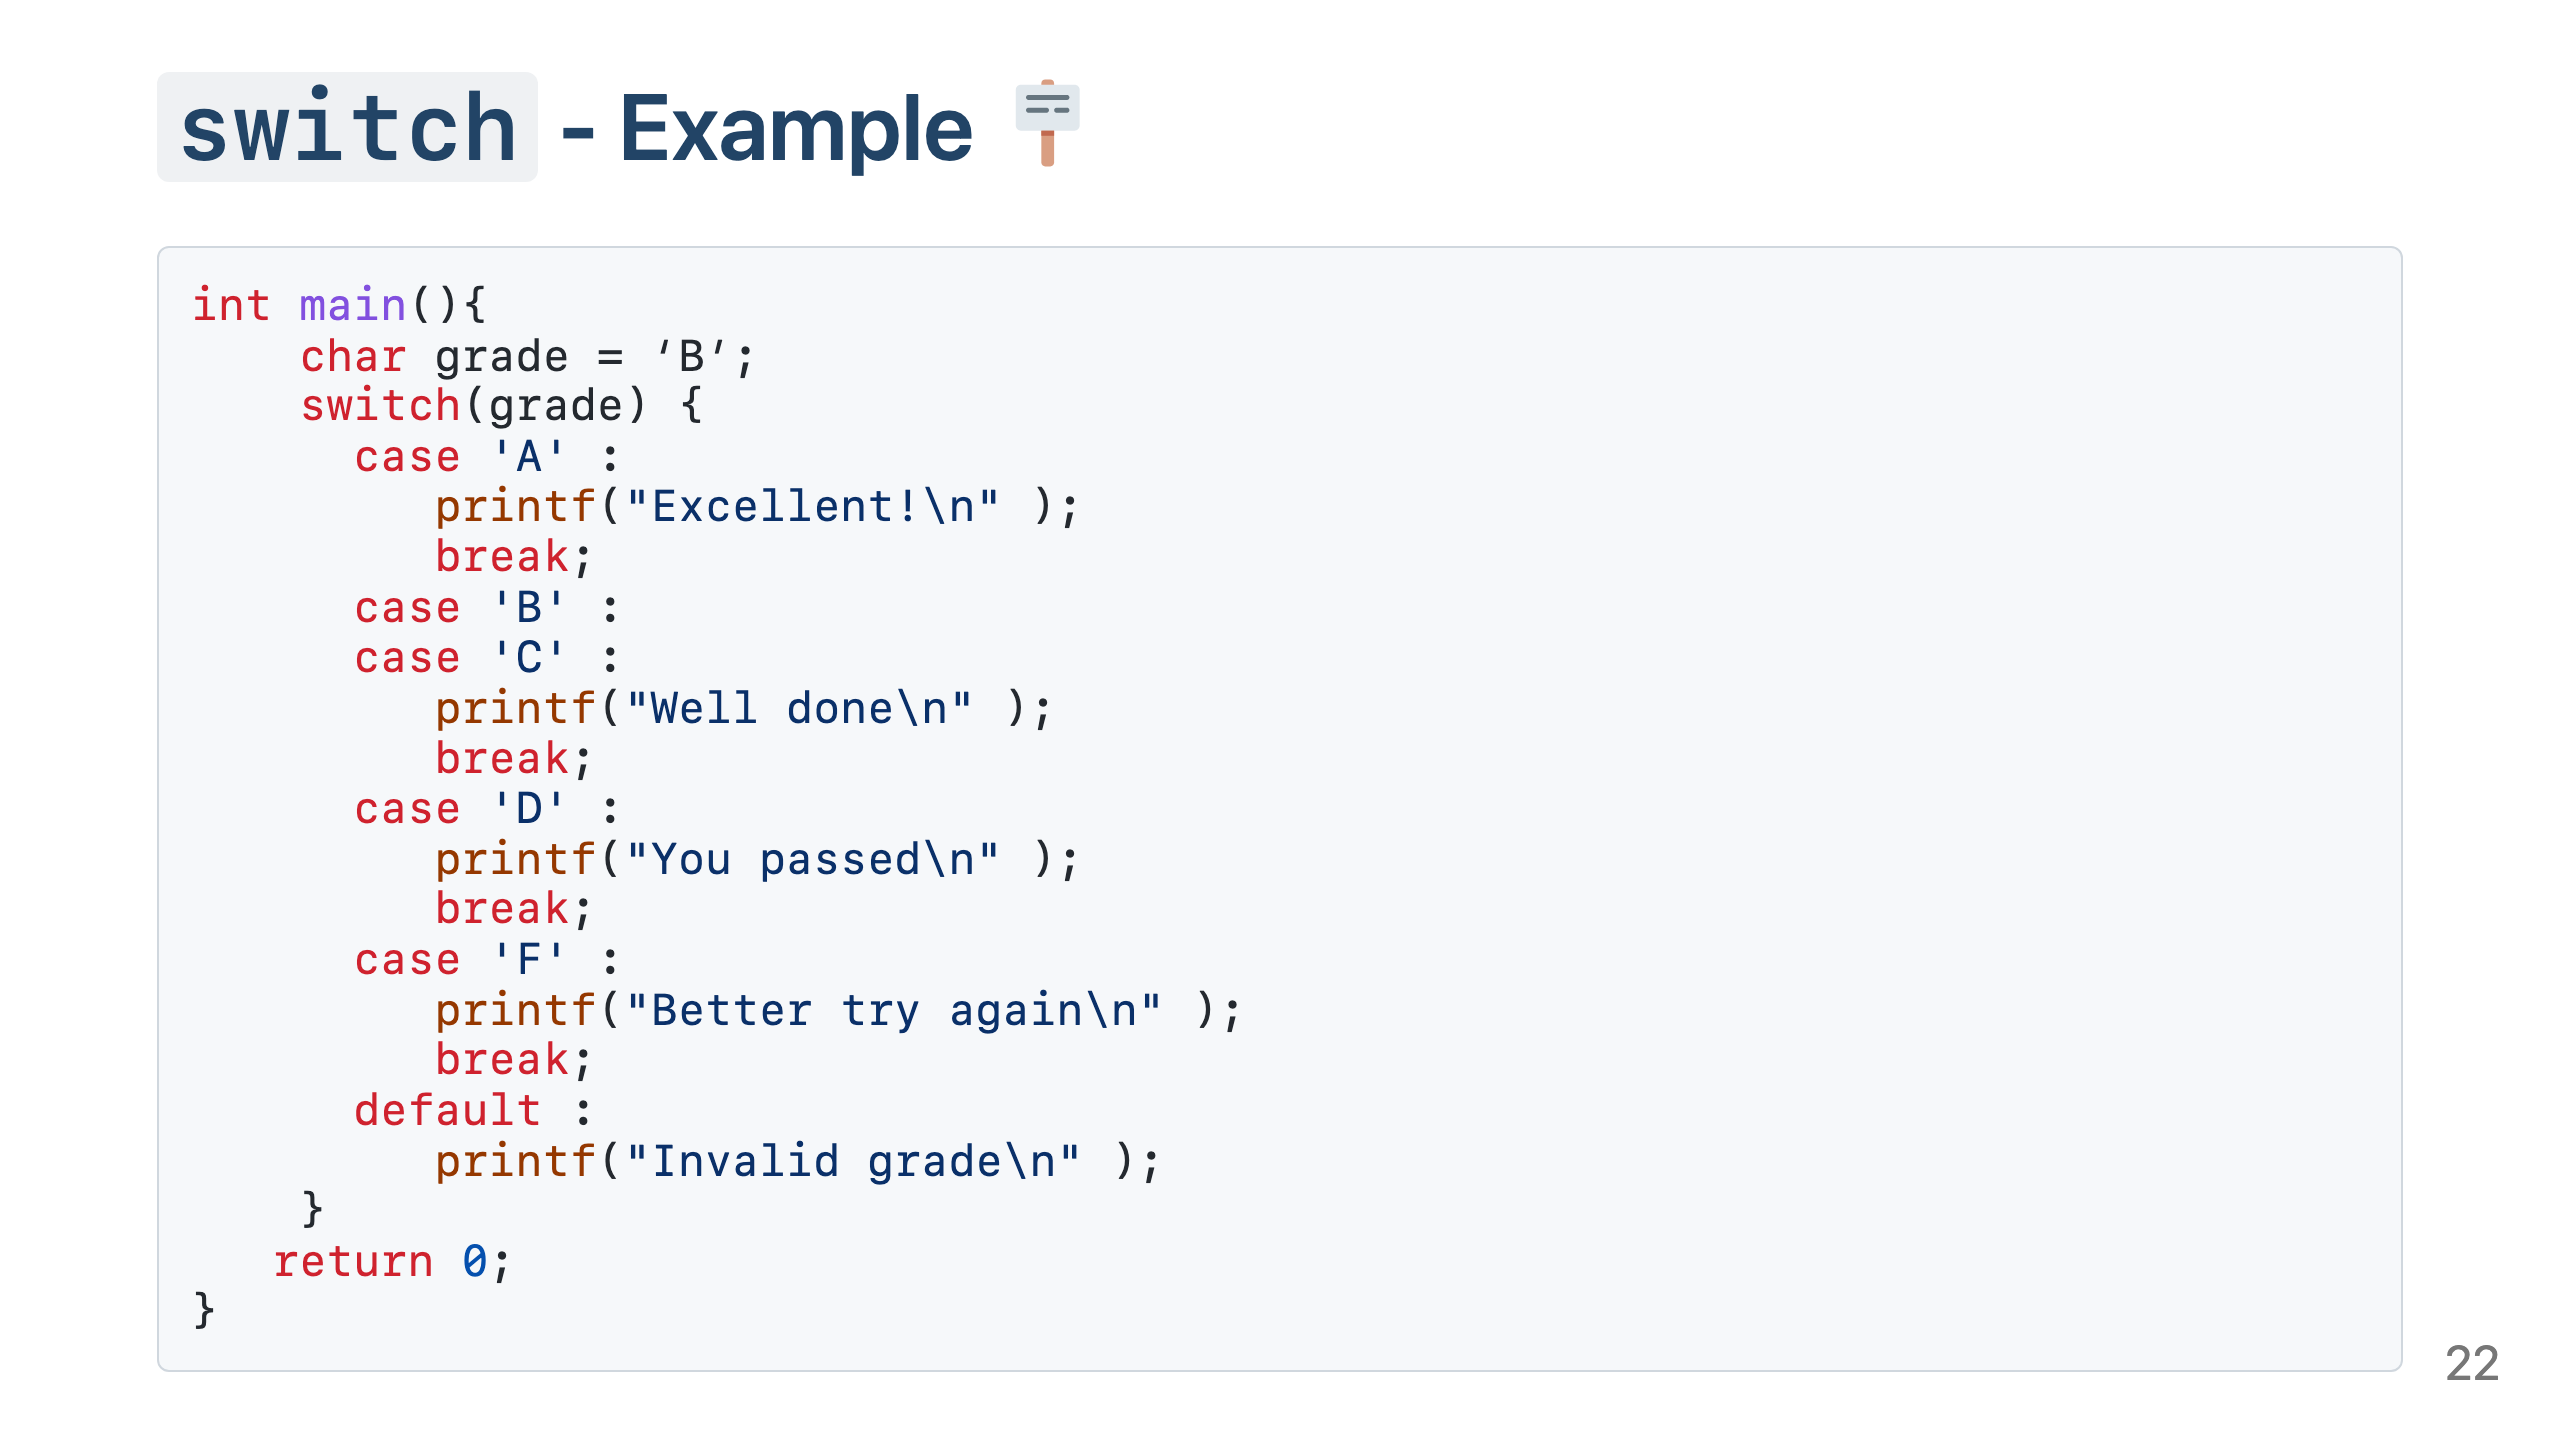 switch - Example
int main(){
    char grade = ‘B’;
    switch(grade) {
      case 'A' :
         printf("Excellent!\n" );
         break;
      case 'B' :
      case 'C' :
         printf("Well done\n" );
         break;
      case 'D' :
         printf("You passed\n" );
         break;
      case 'F' :
         printf("Better try again\n" );
         break;
      default :
         printf("Invalid grade\n" );
    }
   return 0;
}
22